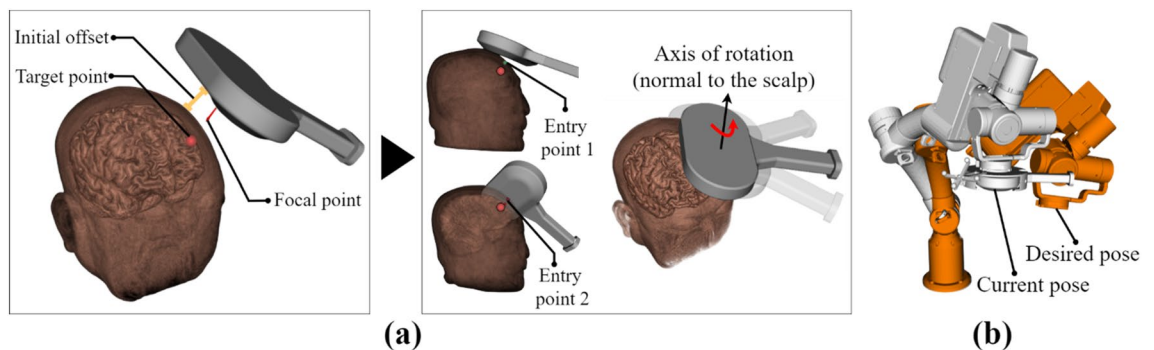 Initial offset
Target point
Focal point
Entry
point 1
Entry
point 2
Axis of rotation
(normal to the scalp)
Desired pose
Current pose
(a)
(b)